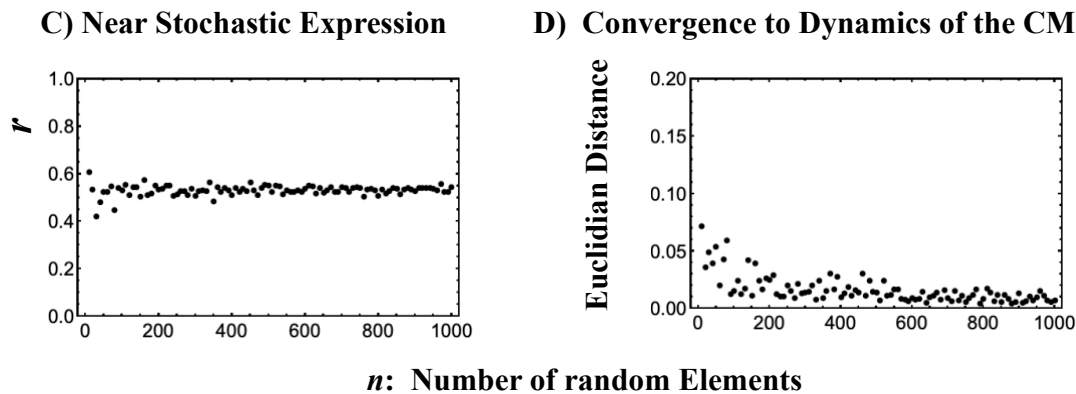 C) Near Stochastic Expression
D) Convergence to Dynamics of the CM
r
1.0
0.8
0.6
0.4
0.2
0.0
0 200 400 600 800 1000
Euclidian Distance
0.20
0.15
0.10
0.05
0.00
0 200 400 600 800 1000
n: Number of random Elements